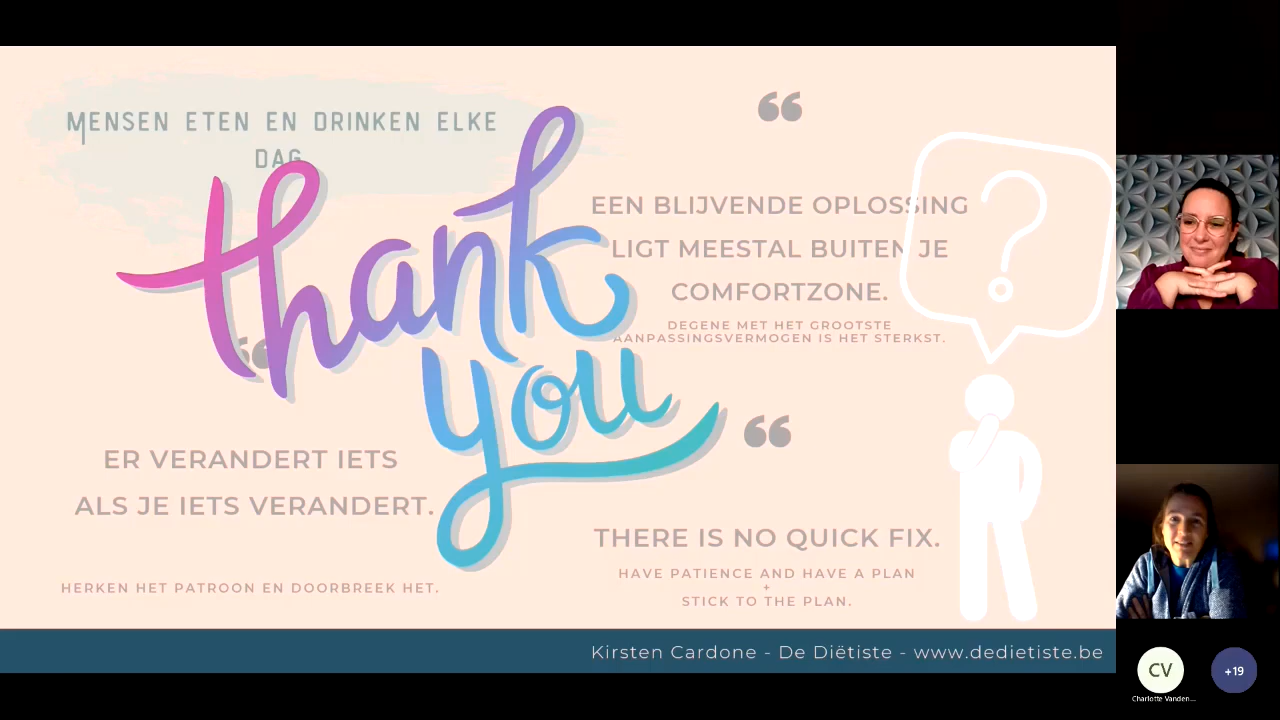 MENSEN ETEN EN DRINKEN ELKE
DAG
thank
you
“
EEN BLIJVENDE OPLOSSING
LIGT MEESTAL BUITEN JE
COMFORTZONE.
DEGENE MET HET GROOTSTE
AANPASSINGSVERMOGEN IS HET STERKST.
?
“
ER VERANDERT IETS
ALS JE IETS VERANDERT.
HERKEN HET PATROON EN DOORBREEK HET.
“
THERE IS NO QUICK FIX.
HAVE PATIENCE AND HAVE A PLAN
+
STICK TO THE PLAN.
Kirsten Cardone - De Diëtiste - www.dedietiste.be
CV
Charlotte Vanden...
+19